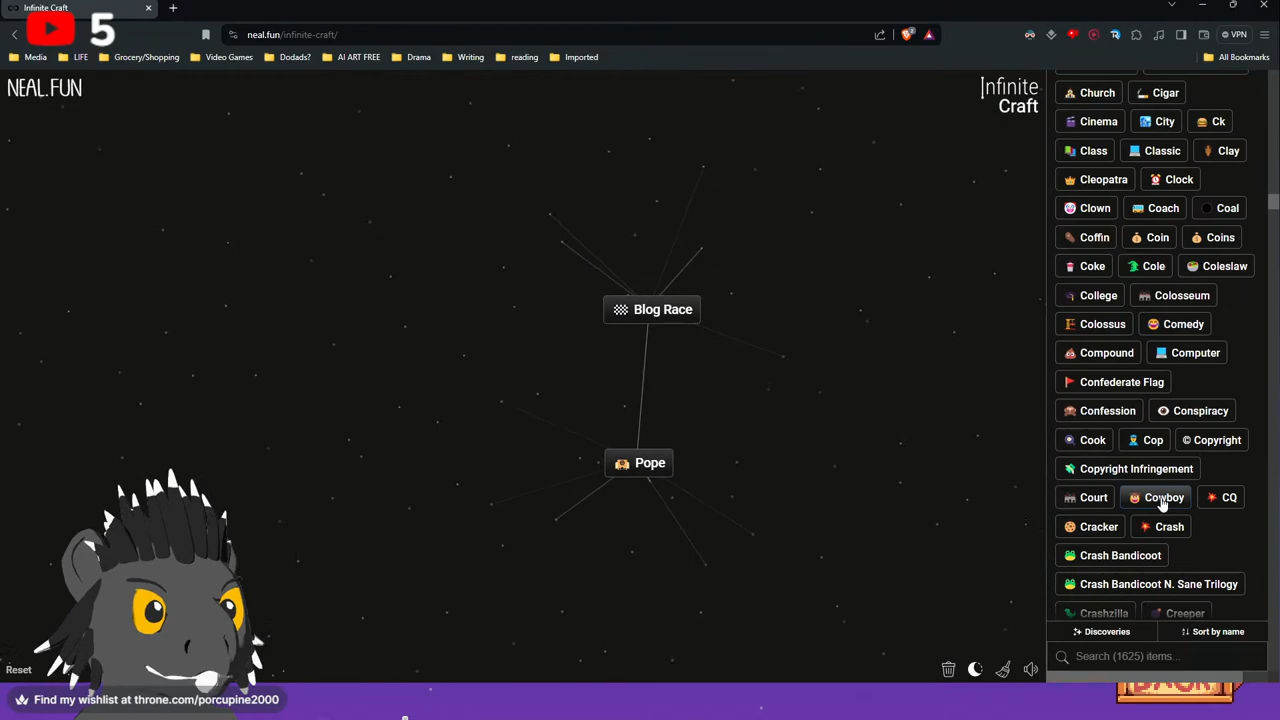 Infinite Craft
5
neal.fun/infinite-craft/
2
VPN
Media
LIFE
Grocery/Shopping
Video Games
Dodads?
AI ART FREE
Drama
Writing
reading
Imported
All Bookmarks
NEAL.FUN
Infinite
Craft
Church
Cigar
Cinema
City
Ck
Class
Classic
Clay
Cleopatra
Clock
Clown
Coach
Coal
Coffin
Coin
Coins
Coke
Cole
Coleslaw
College
Colosseum
Colossus
Comedy
Compound
Computer
Confederate Flag
Confession
Conspiracy
Cook
Cop
© Copyright
Copyright Infringement
Court
Cowboy
CQ
Cracker
Crash
Crash Bandicoot
Crash Bandicoot N. Sane Trilogy
Crashzilla
Creeper
Blog Race
Pope
Discoveries
Sort by name
Search (1625) items...
Reset
Find my wishlist at throne.com/porcupine2000